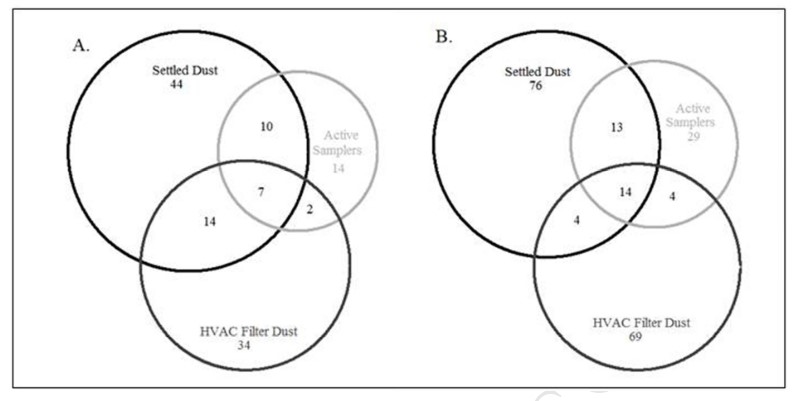 A.
Settled Dust
44
10
Active
Samplers
14
7
2
14
HVAC Filter Dust
34
B.
Settled Dust
76
13
Active
Samplers
29
14
4
4
HVAC Filter Dust
69